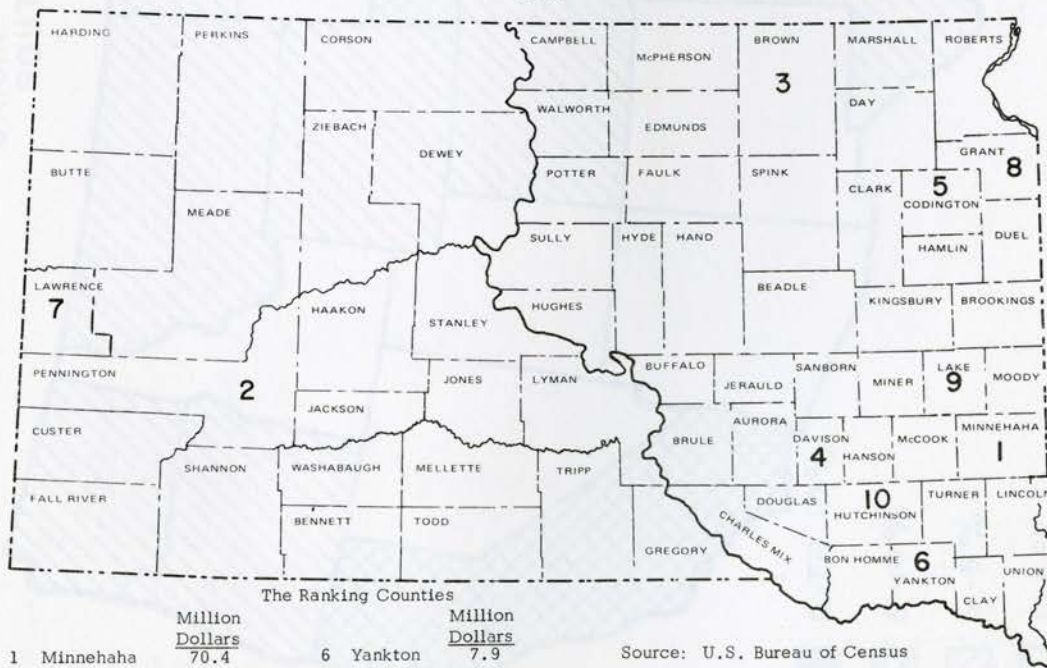 HARDING
PERKINS
CORSON
CAMPBELL
McPHERSON
BROWN
MARSHALL
ROBERTS
3
WALWORTH
DAY
EDMUNDS
ZIEBACH
DEWEY
GRANT
8
BUTTE
POTTER
FAULK
SPINK
CLARK
5
CODINGTON
MEADE
SULLY
HYDE
HAND
DUEL
HAMLIN
LAWRENCE
7
BEADLE
KINGSBURY
BROOKINGS
HAAKON
STANLEY
HUGHES
PENNINGTON
2
JONES
LYMAN
BUFFALO
JERAULD
SANBORN
MINER
LAKE
9
MOODY
JACKSON
CUSTER
AURORA
BRULE
DAVISON
4
HANSON
McCOOK
MINNEHAHA
1
SHANNON
WASHABAUGH
MELLETTE
TRIPP
FALL RIVER
DOUGLAS
10
HUTCHINSON
TURNER
LINCOLN
BENNETT
TODD
GREGORY
CHARLES MIX
BON HOMME
6
YANKTON
CLAY
UNION
The Ranking Counties
Million Million
Dollars Dollars
1 Minnehaha 70.4 6 Yankton 7.9 Source: U.S. Bureau of Census